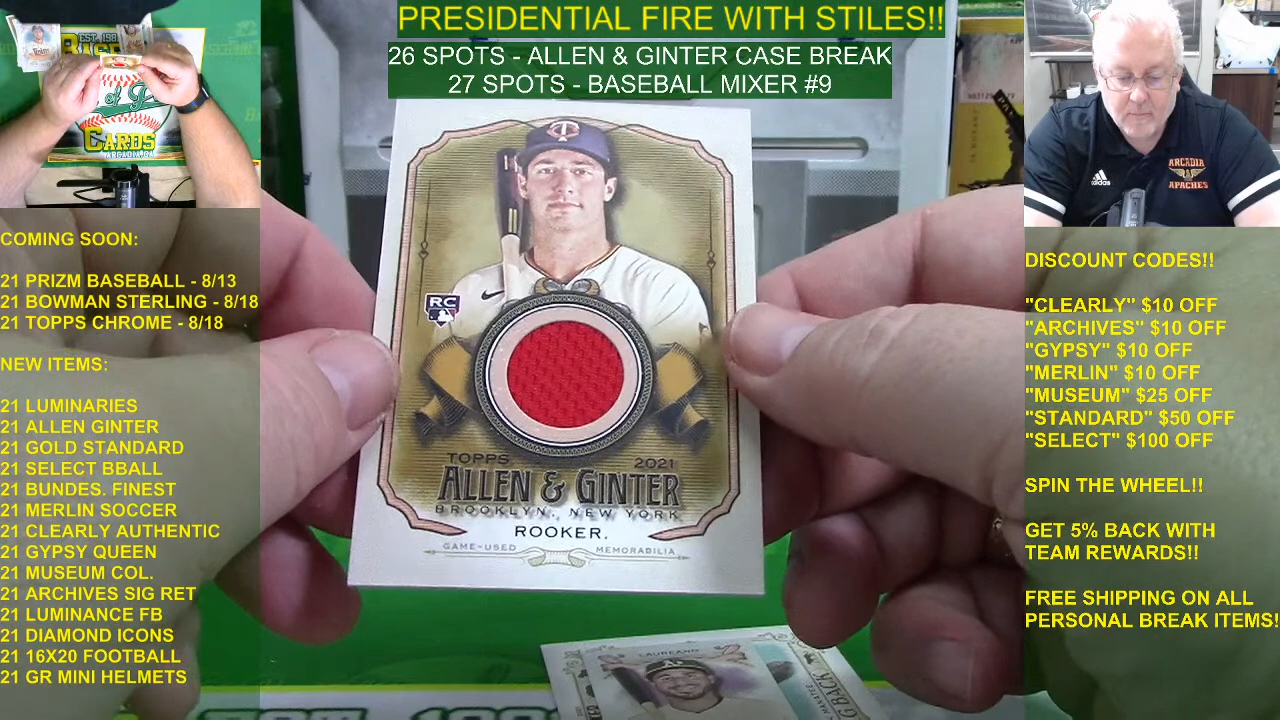 PRESIDENTIAL FIRE WITH STILES!!
26 SPOTS - ALLEN & GINTER CASE BREAK
27 SPOTS - BASEBALL MIXER #9
EST. 198
CARDS
ARCADIA, CA
COMING SOON:
21 PRIZM BASEBALL - 8/13
21 BOWMAN STERLING - 8/18
21 TOPPS CHROME - 8/18
NEW ITEMS:
21 LUMINARIES
21 ALLEN GINTER
21 GOLD STANDARD
21 SELECT BBALL
21 BUNDES. FINEST
21 MERLIN SOCCER
21 CLEARLY AUTHENTIC
21 GYPSY QUEEN
21 MUSEUM COL.
21 ARCHIVES SIG RET
21 LUMINANCE FB
21 DIAMOND ICONS
21 16X20 FOOTBALL
21 GR MINI HELMETS
RC
TOPPS 2021
ALLEN & GINTER
BROOKLYN, NEW YORK
ROOKER.
GAME-USED MEMORABILIA
LAUREANO
A's
adidas
ARCADIA
APACHES
DISCOUNT CODES!!
"CLEARLY" $10 OFF
"ARCHIVES" $10 OFF
"GYPSY" $10 OFF
"MERLIN" $10 OFF
"MUSEUM" $25 OFF
"STANDARD" $50 OFF
"SELECT" $100 OFF
SPIN THE WHEEL!!
GET 5% BACK WITH
TEAM REWARDS!!
FREE SHIPPING ON ALL
PERSONAL BREAK ITEMS!